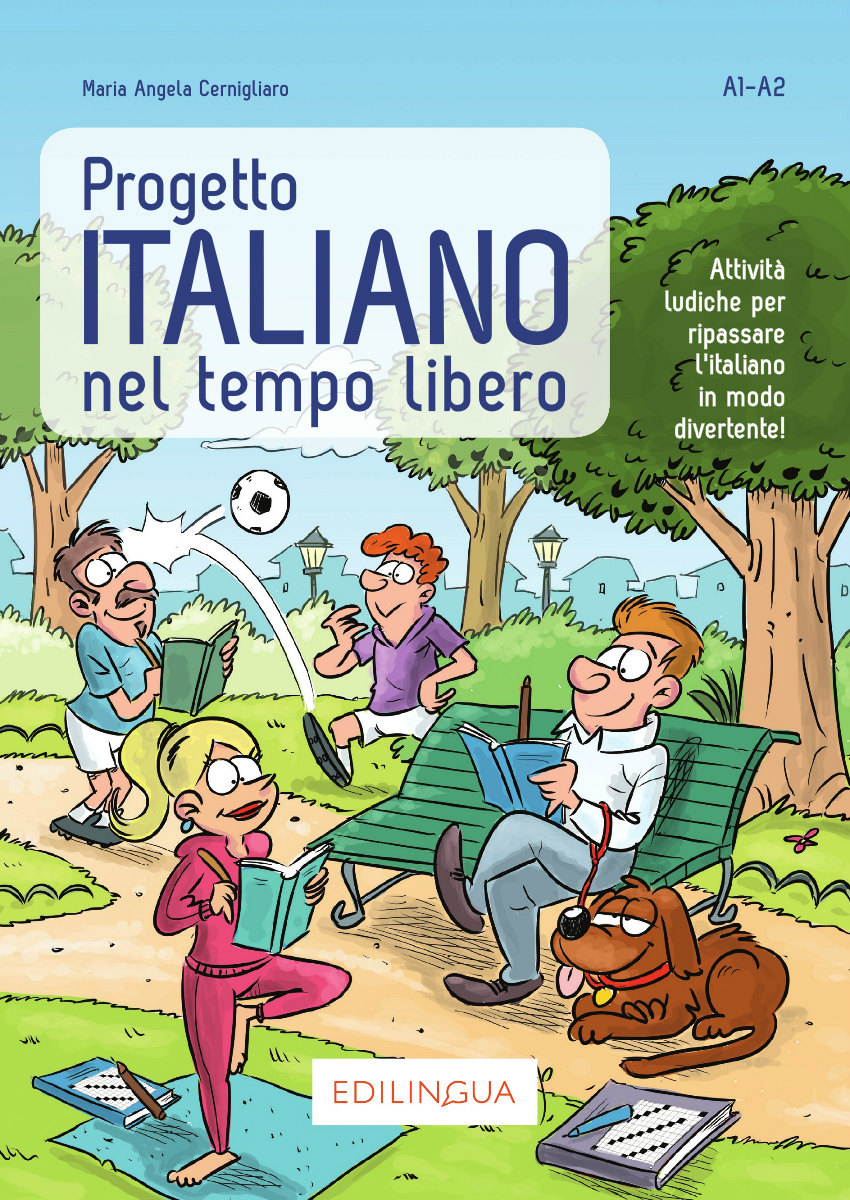 Maria Angela Cernigliaro
A1-A2
Progetto
ITALIANO
nel tempo libero
Attività
ludiche per
ripassare
l'italiano
in modo
divertente!
EDILINGUA